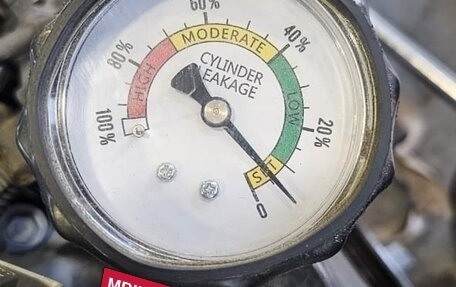 60%
MODERATE
40%
80%
HIGH
CYLINDER
LEAKAGE
LOW
100%
20%
SET
0